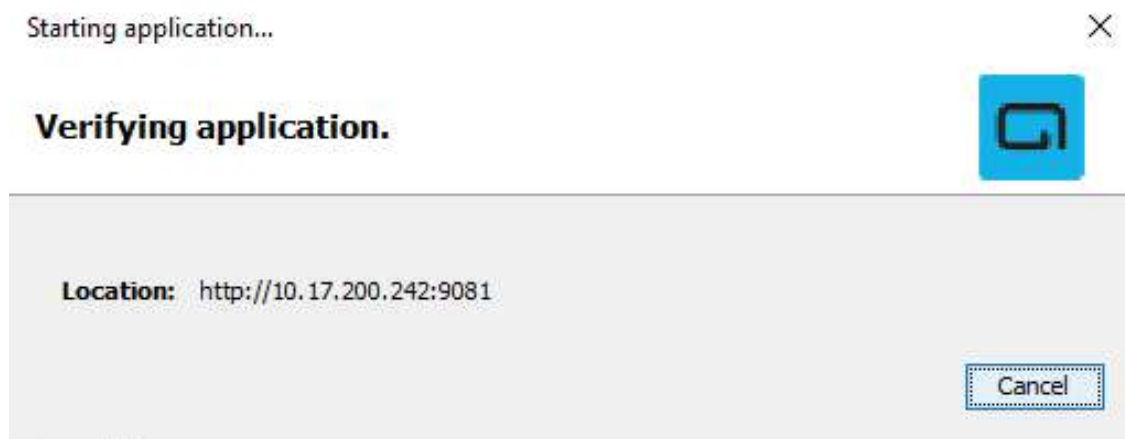 Starting application...
Verifying application.
Location: http://10.17.200.242:9081
Cancel